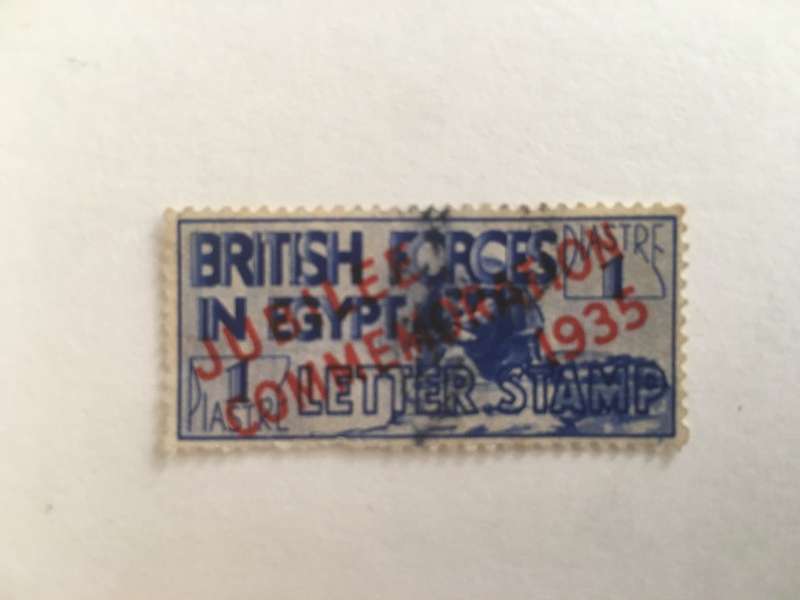 BRITISH FORCES
IN EGYPT
PIASTRE
1
JUBILEE
COMMEMORATION
1935
1
PIASTRE
LETTER STAMP